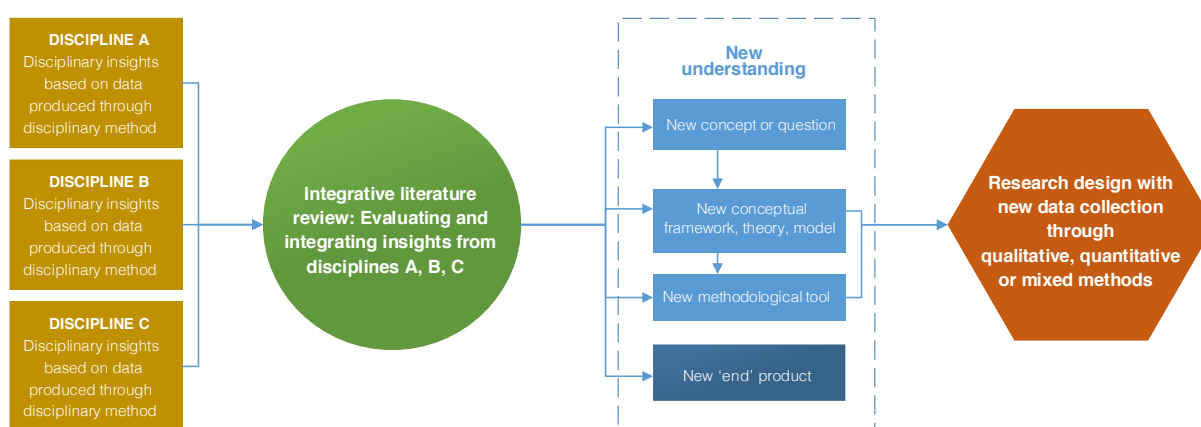 DISCIPLINE A
Disciplinary insights
based on data
produced through
disciplinary method
DISCIPLINE B
Disciplinary insights
based on data
produced through
disciplinary method
DISCIPLINE C
Disciplinary insights
based on data
produced through
disciplinary method
Integrative literature
review: Evaluating and
integrating insights from
disciplines A, B, C
New
understanding
New concept or question
New conceptual
framework, theory, model
New methodological tool
New ‘end’ product
Research design with
new data collection
through
qualitative, quantitative
or mixed methods